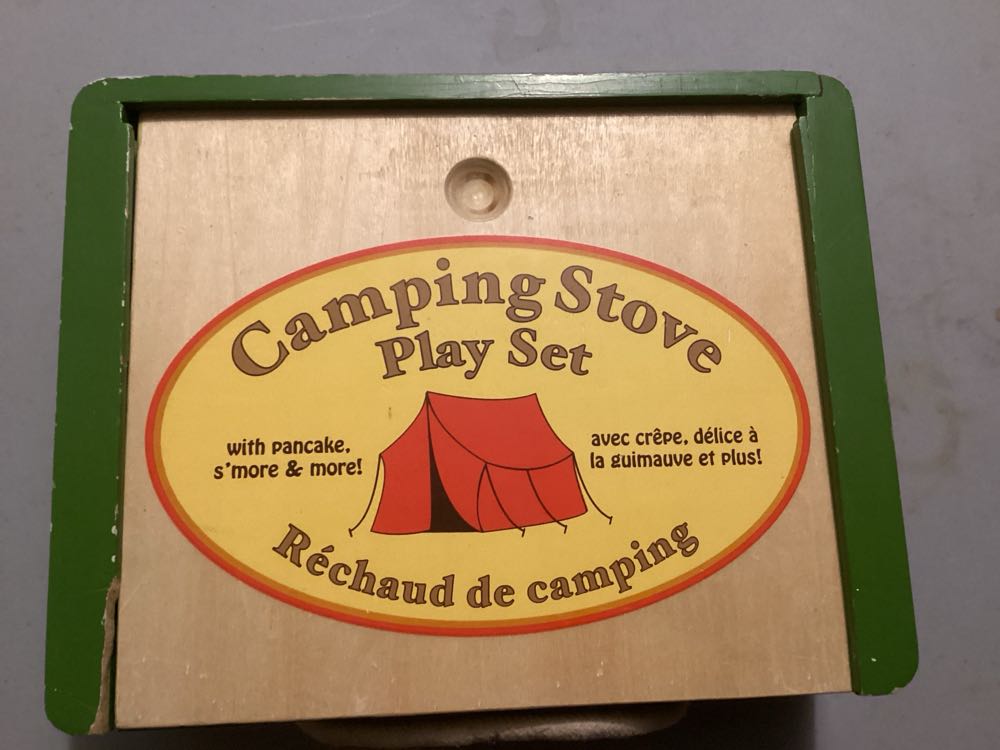 Camping Stove
Play Set
with pancake,
s'more & more!
avec crêpe, délice à
la guimauve et plus!
Réchaud de camping